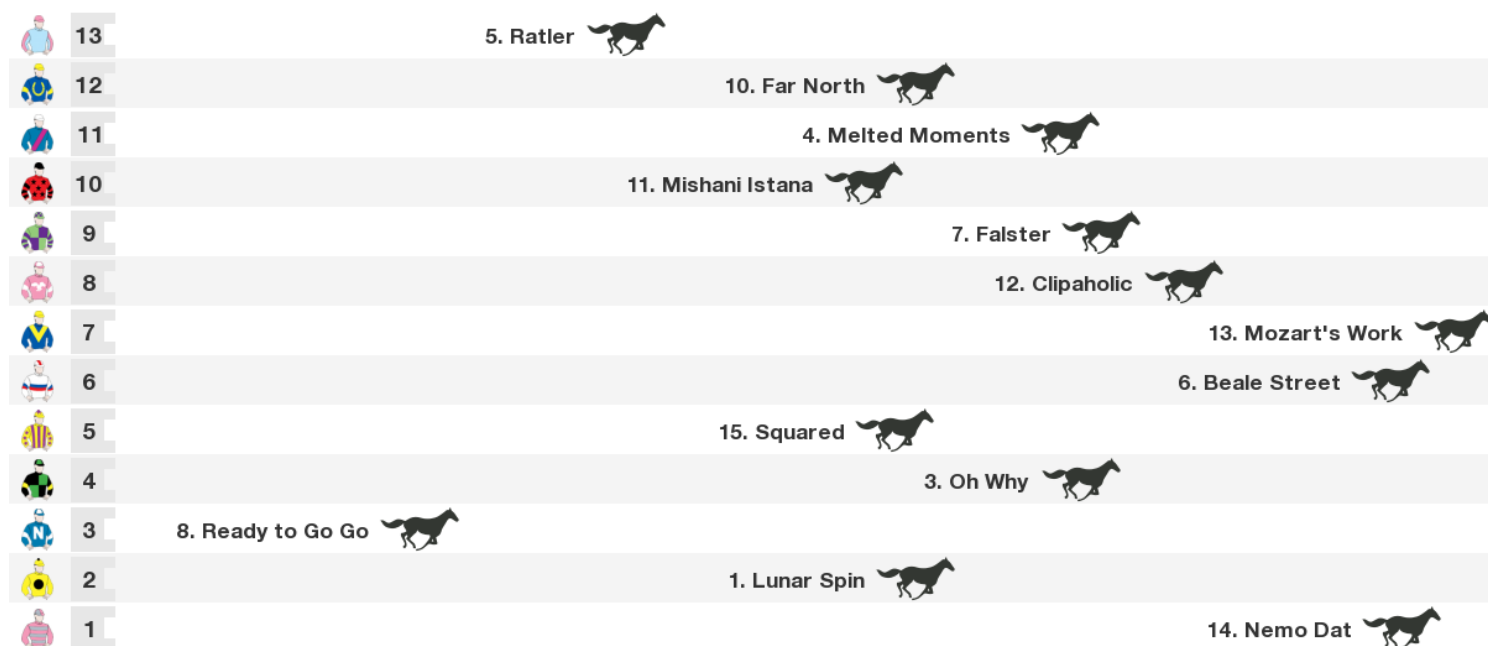 13 5. Ratler
12 10. Far North
11 4. Melted Moments
10 11. Mishani Istana
9 7. Falster
8 12. Clipaholic
7 13. Mozart's Work
6 6. Beale Street
5 15. Squared
4 3. Oh Why
N 3 8. Ready to Go Go
2 1. Lunar Spin
1 14. Nemo Dat